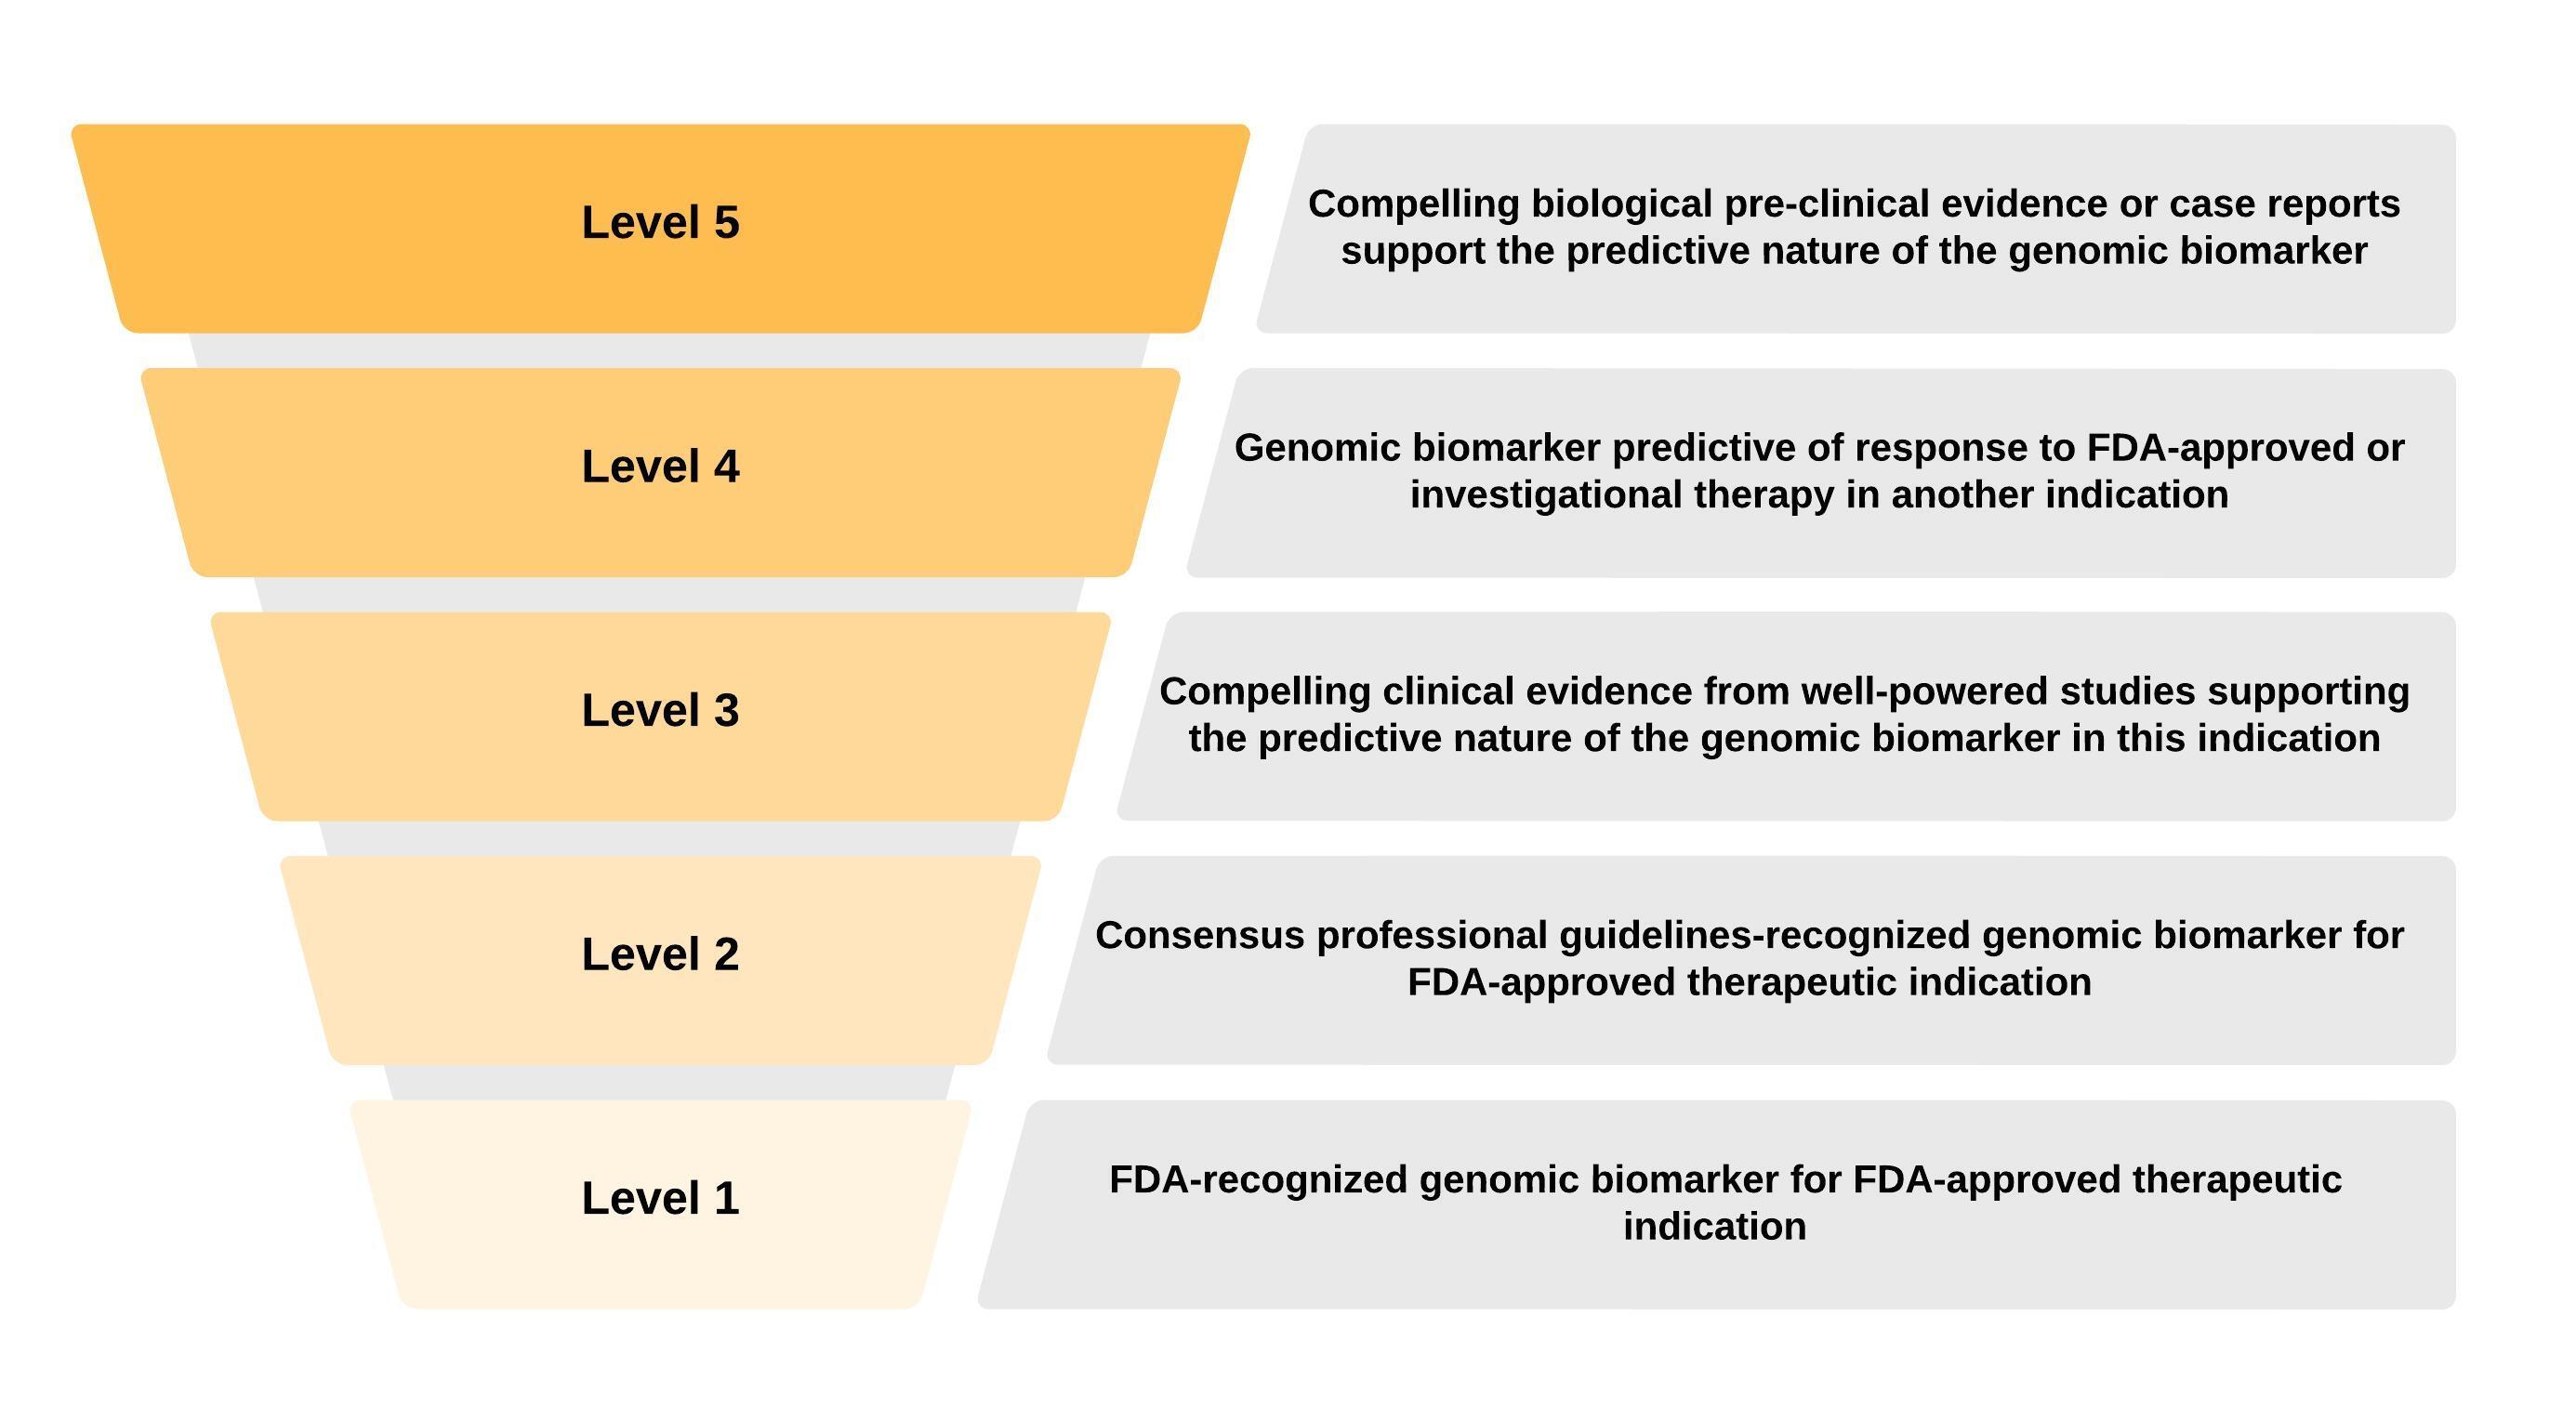 Level 5
Compelling biological pre-clinical evidence or case reports
support the predictive nature of the genomic biomarker
Level 4
Genomic biomarker predictive of response to FDA-approved or
investigational therapy in another indication
Level 3
Compelling clinical evidence from well-powered studies supporting
the predictive nature of the genomic biomarker in this indication
Level 2
Consensus professional guidelines-recognized genomic biomarker for
FDA-approved therapeutic indication
Level 1
FDA-recognized genomic biomarker for FDA-approved therapeutic
indication